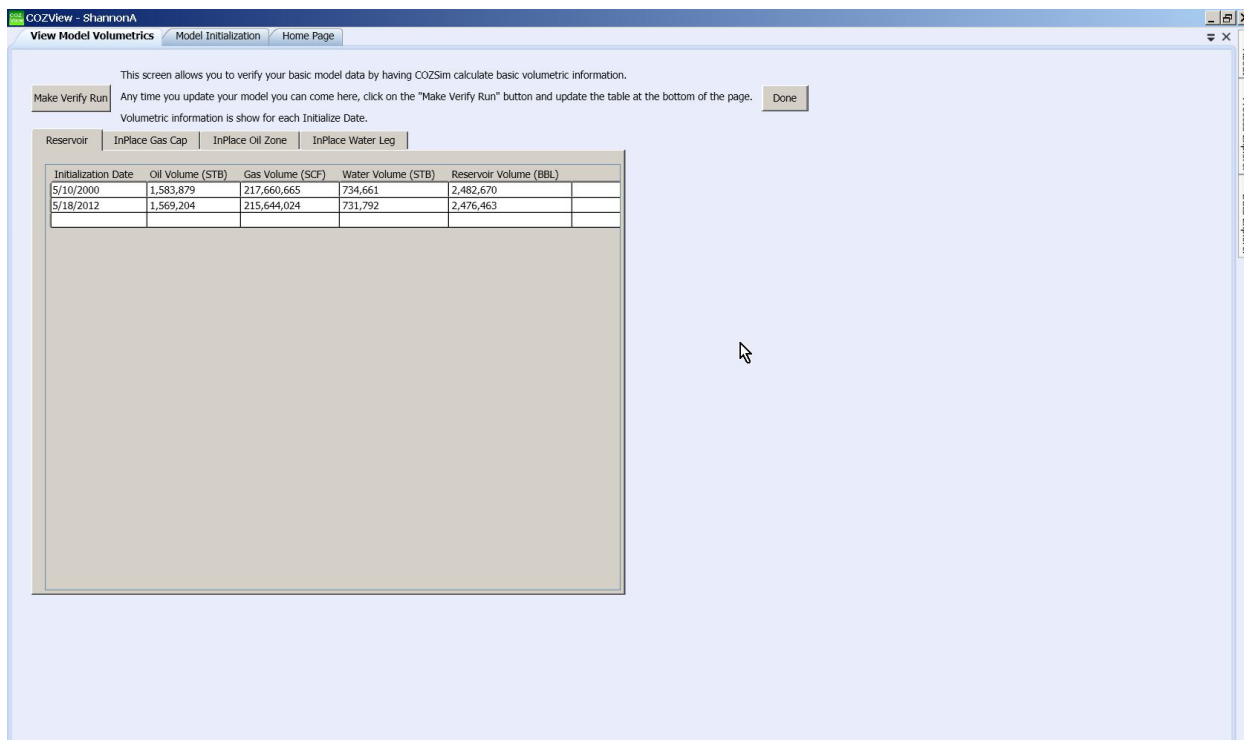 COZView - ShannonA
View Model Volumetrics Model Initialization Home Page
This screen allows you to verify your basic model data by having COZSim calculate basic volumetric information.
Make Verify Run Any time you update your model you can come here, click on the "Make Verify Run" button and update the table at the bottom of the page. Done
Volumetric information is show for each Initialize Date.
Reservoir InPlace Gas Cap InPlace Oil Zone InPlace Water Leg
Initialization Date Oil Volume (STB) Gas Volume (SCF) Water Volume (STB) Reservoir Volume (BBL)
5/10/2000 1,583,879 217,660,665 734,661 2,482,670
5/18/2012 1,569,204 215,644,024 731,792 2,476,463